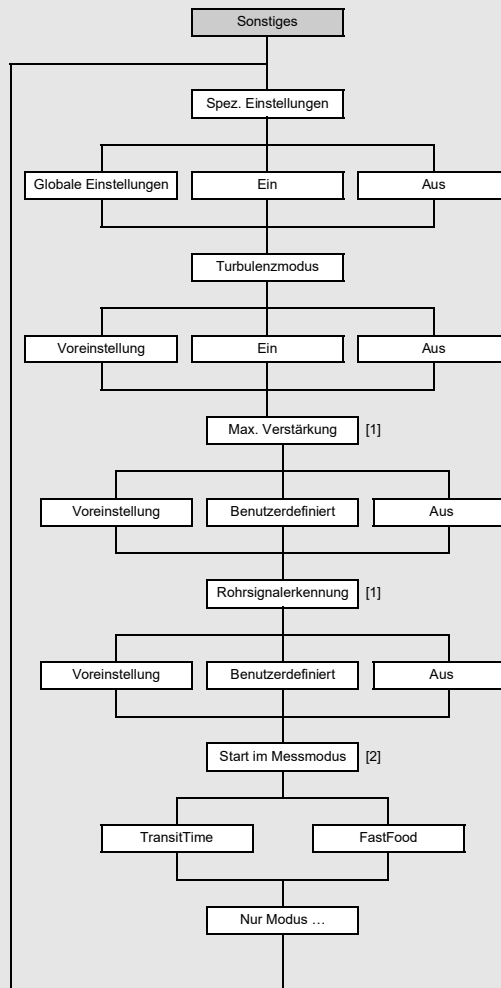 Sonstiges
Spez. Einstellungen
Globale Einstellungen Ein Aus
Turbulenzmodus
Voreinstellung Ein Aus
Max. Verstärkung [1]
Voreinstellung Benutzerdefiniert Aus
Rohrsignalerkennung [1]
Voreinstellung Benutzerdefiniert Aus
Start im Messmodus [2]
TransitTime FastFood
Nur Modus …